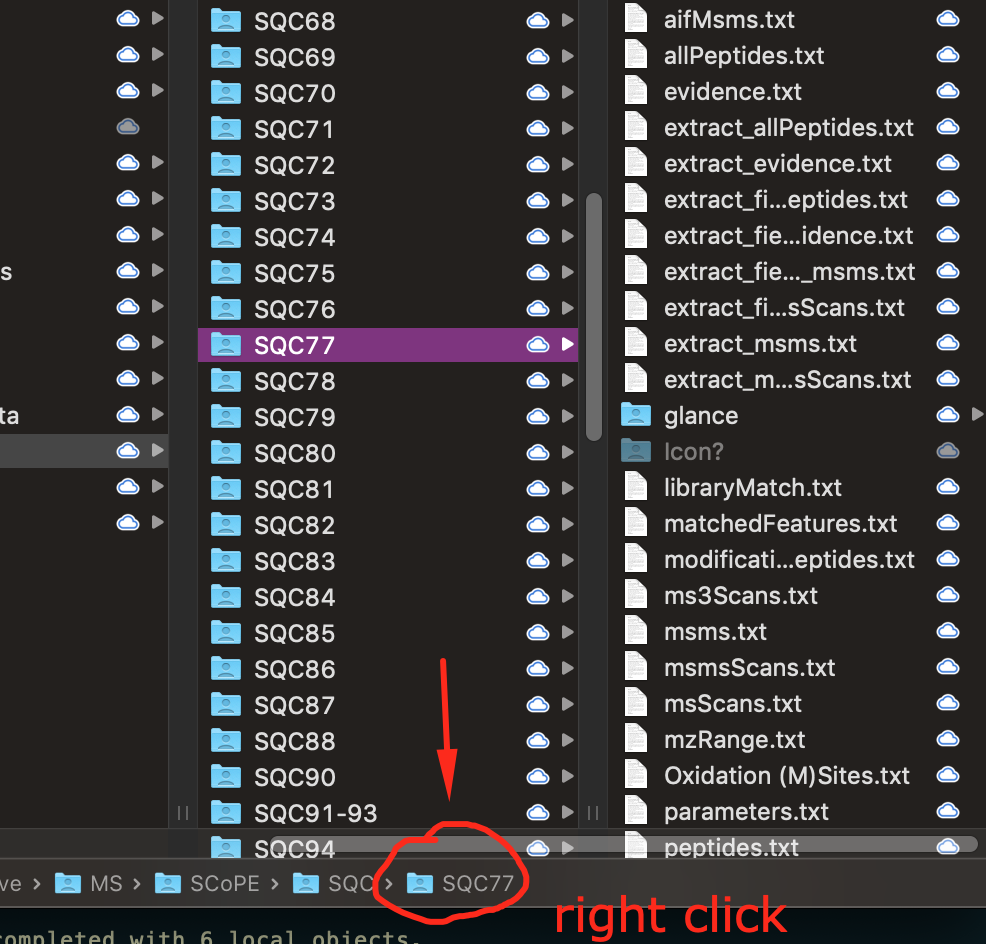 s
ta
SQC68
SQC69
SQC70
SQC71
SQC72
SQC73
SQC74
SQC75
SQC76
SQC77
SQC78
SQC79
SQC80
SQC81
SQC82
SQC83
SQC84
SQC85
SQC86
SQC87
SQC88
SQC90
SQC91-93
SQC94
aifMsms.txt
allPeptides.txt
evidence.txt
extract_allPeptides.txt
extract_evidence.txt
extract_fi...eptides.txt
extract_fie...idence.txt
extract_fie..._msms.txt
extract_fi...sScans.txt
extract_msms.txt
extract_m...sScans.txt
glance
Icon?
libraryMatch.txt
matchedFeatures.txt
modificati...eptides.txt
ms3Scans.txt
msms.txt
msmsScans.txt
msScans.txt
mzRange.txt
Oxidation (M)Sites.txt
parameters.txt
peptides.txt
ve › MS › SCoPE › SQC › SQC77
right click
completed with 6 local objects.